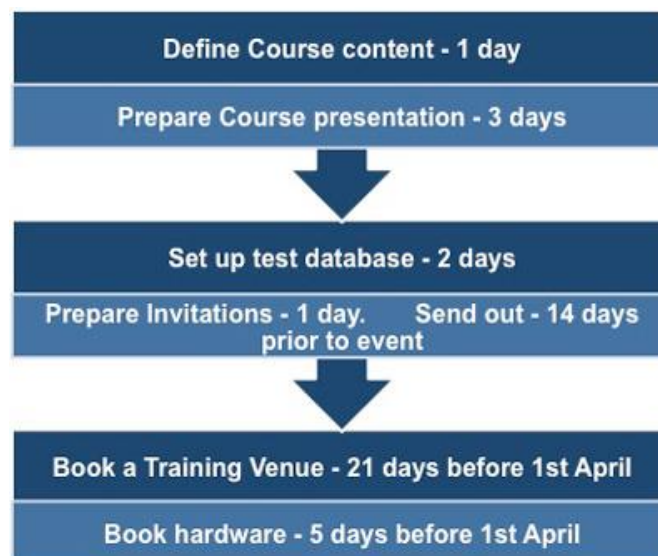 Define Course content - 1 day
Prepare Course presentation - 3 days
Set up test database - 2 days
Prepare Invitations - 1 day. Send out - 14 days
prior to event
Book a Training Venue - 21 days before 1st April
Book hardware - 5 days before 1st April